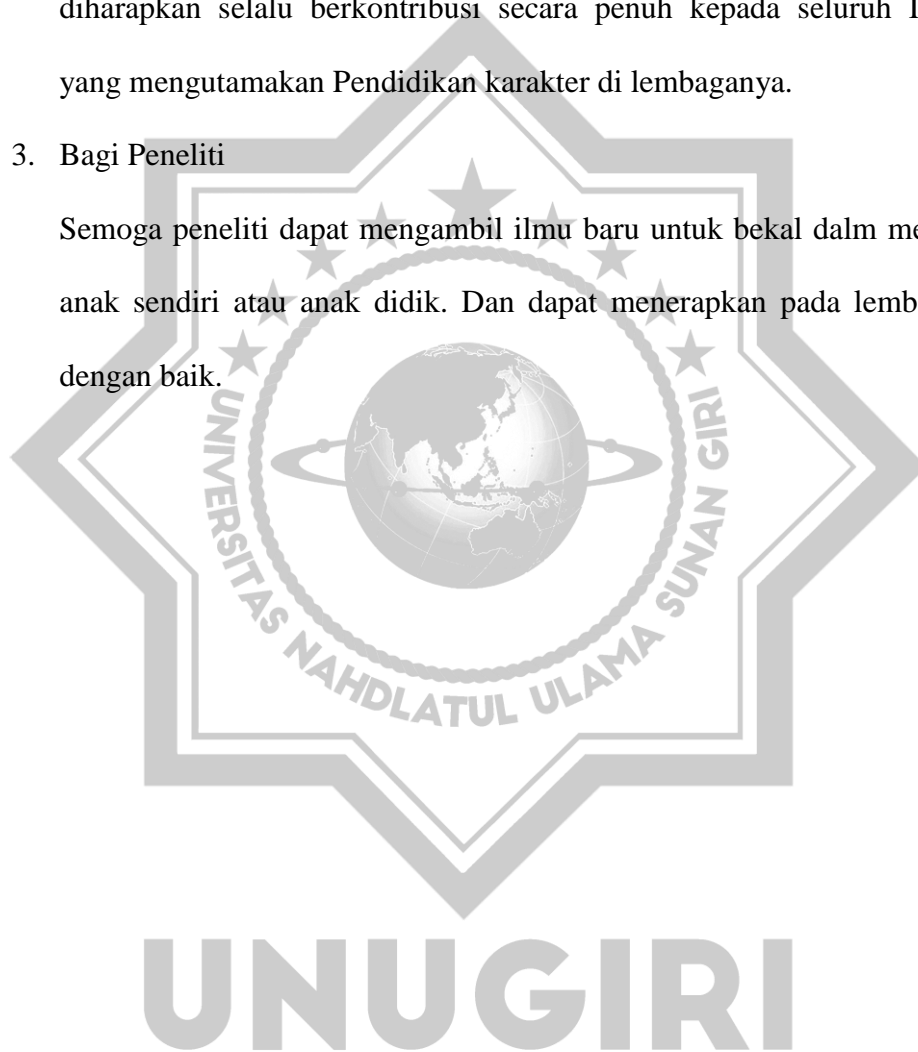 diharapkan selalu berkontribusi secara penuh kepada seluruh
yang mengutamakan Pendidikan karakter di lembaganya.
3. Bagi Peneliti
Semoga peneliti dapat mengambil ilmu baru untuk bekal dalm
anak sendiri atau anak didik. Dan dapat menerapkan pada
dengan baik.
UNIVERSITAS NAHDLATUL ULAMA SUNAN GIRI
UNUGIRI